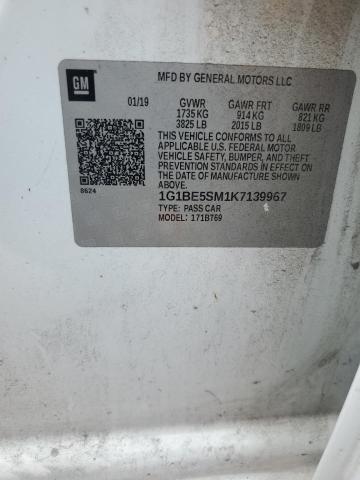 GM
MFD BY GENERAL MOTORS LLC
01/19 GVWR GAWR FRT GAWR RR
1735 KG 914 KG 821 KG
3825 LB 2015 LB 1809 LB
THIS VEHICLE CONFORMS TO ALL
APPLICABLE U.S. FEDERAL MOTOR
VEHICLE SAFETY, BUMPER, AND THEFT
PREVENTION STANDARDS IN EFFECT ON
THE DATE OF MANUFACTURE SHOWN ABOVE.
1G1BE5SM1K7139967
8624 TYPE: PASS CAR
MODEL: 1T1BT69